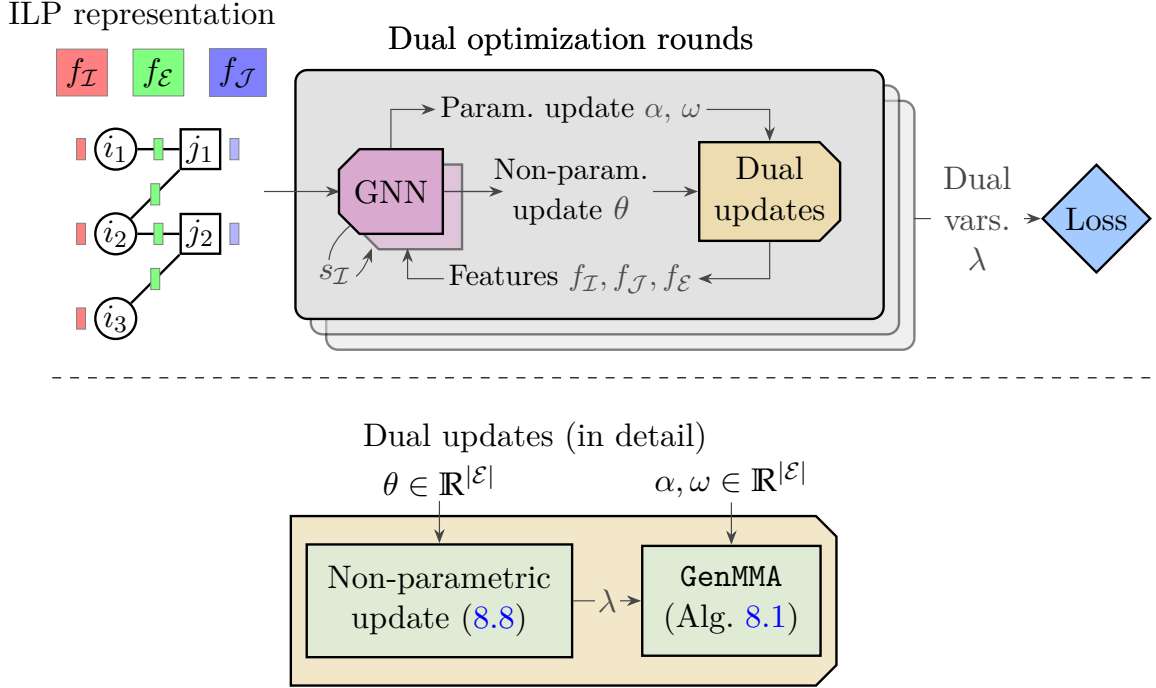 ILP representation
f_I f_E f_J
i₁ j₁
i₂ j₂
i₃
Dual optimization rounds
Param. update α, ω
GNN
Non-param.
update θ
Dual
updates
s_I
Features f_I, f_J, f_E
Dual
vars.
λ
Loss
Dual updates (in detail)
θ ∈ ℝ^|ℰ|
α, ω ∈ ℝ^|ℰ|
Non-parametric
update (8.8)
λ
GenMMA
(Alg. 8.1)